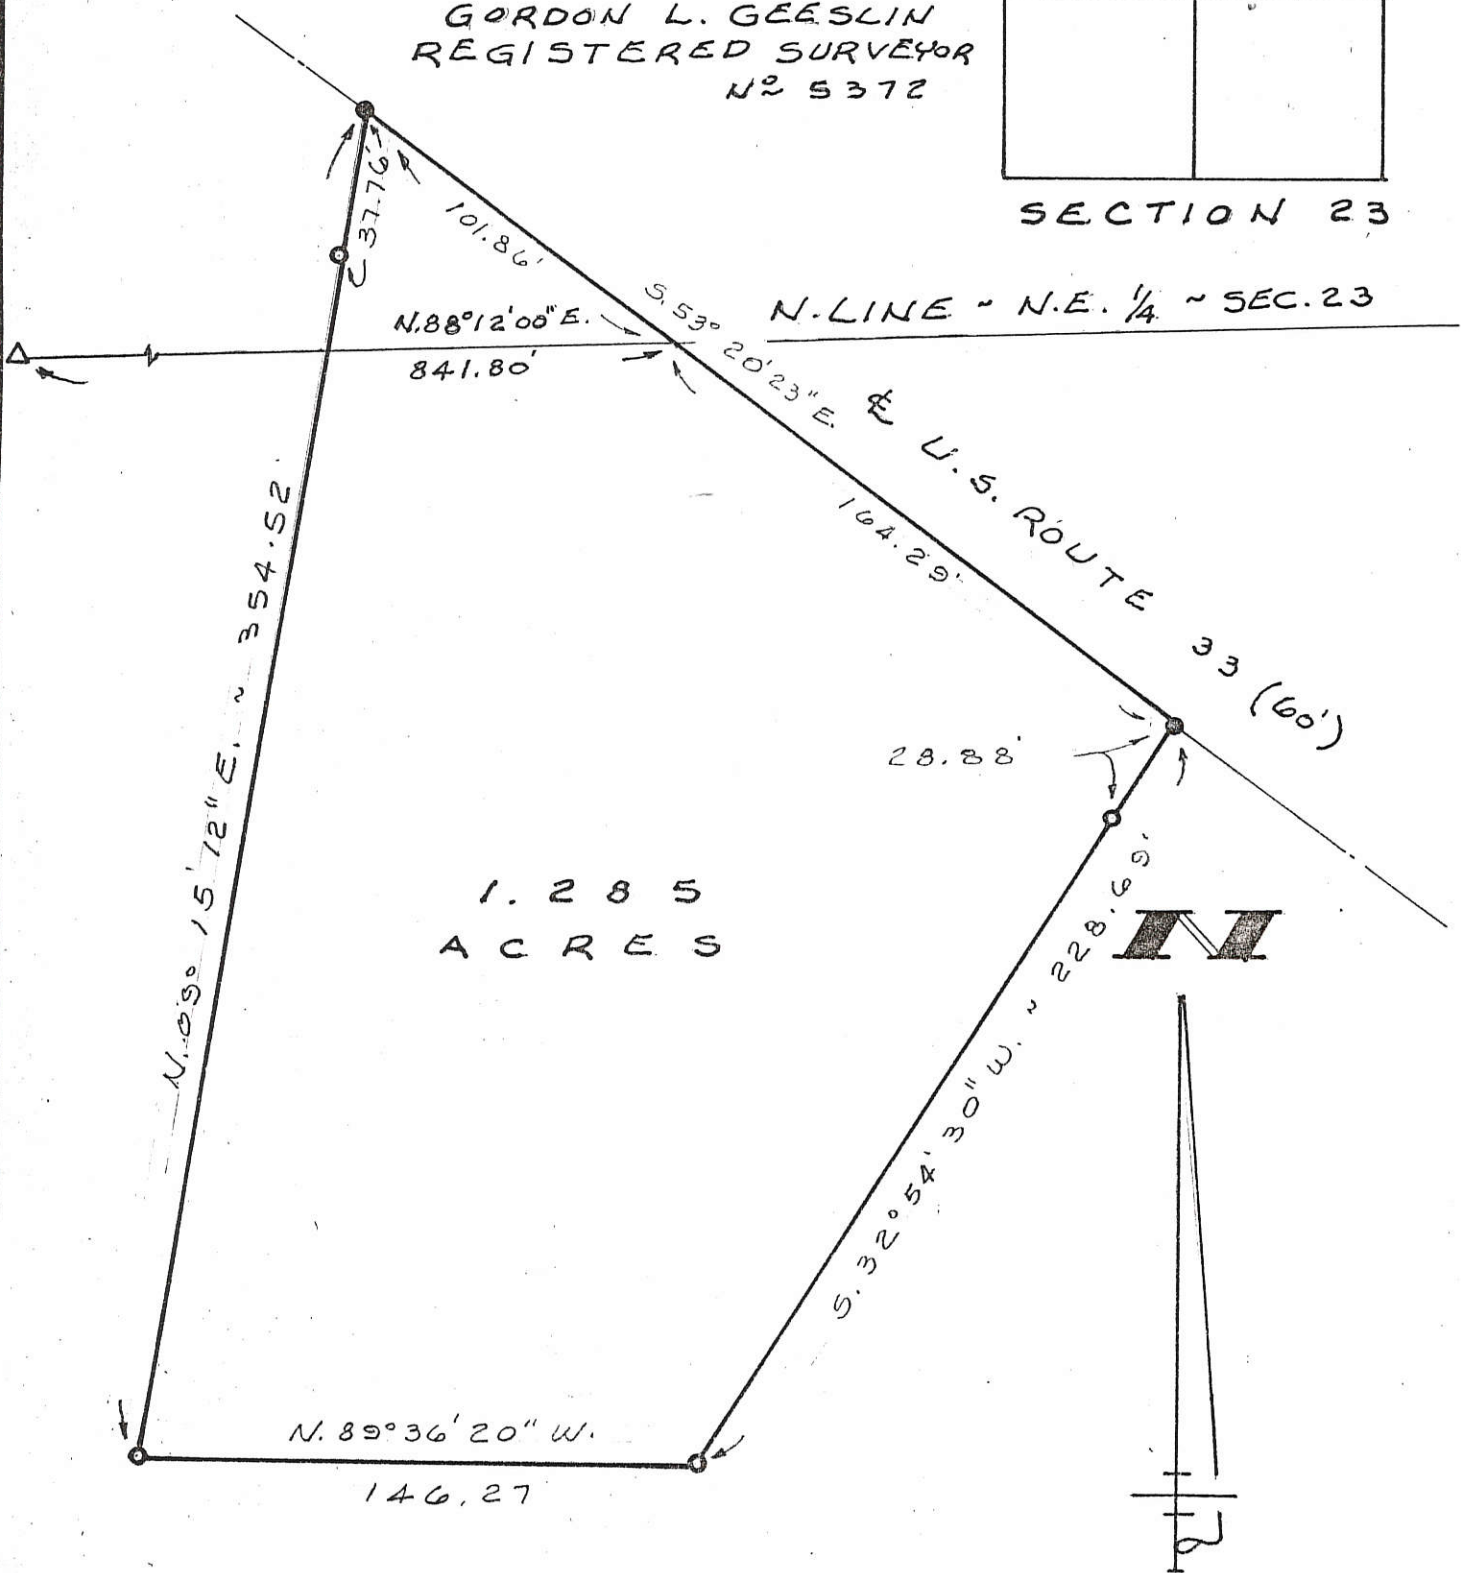 GORDON L. GEESLIN
REGISTERED SURVEYOR
Nº 5372
SECTION 23
37.76'
101.86'
N.88°12'00"E.
841.80'
S.53° 20'23"E.
N.LINE ~ N.E. ¼ ~ SEC.23
℄ U.S. ROUTE 33 (60')
164.29'
N.09° 15'12"E. ~ 354.52'
28.88'
1.285
ACRES
S.32°54'30"W. ~ 228.69'
N
N.89°36'20"W.
146.27